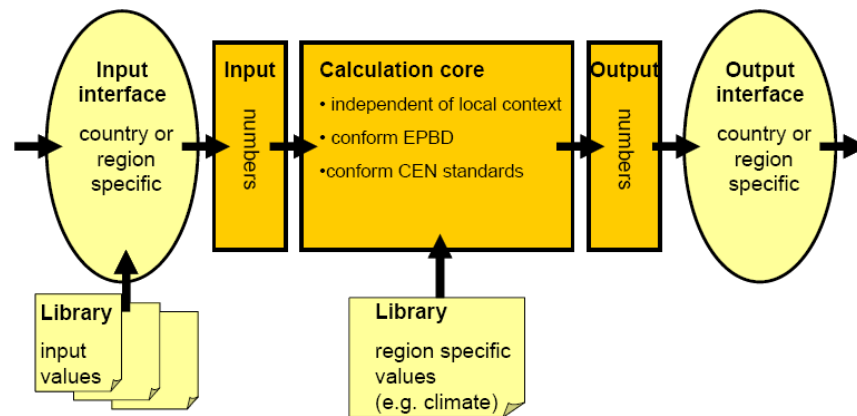 Input
interface
country or
region
specific
Input
numbers
Calculation core
• independent of local context
• conform EPBD
•conform CEN standards
Output
numbers
Output
interface
country or
region
specific
Library
input
values
Library
region specific
values
(e.g. climate)